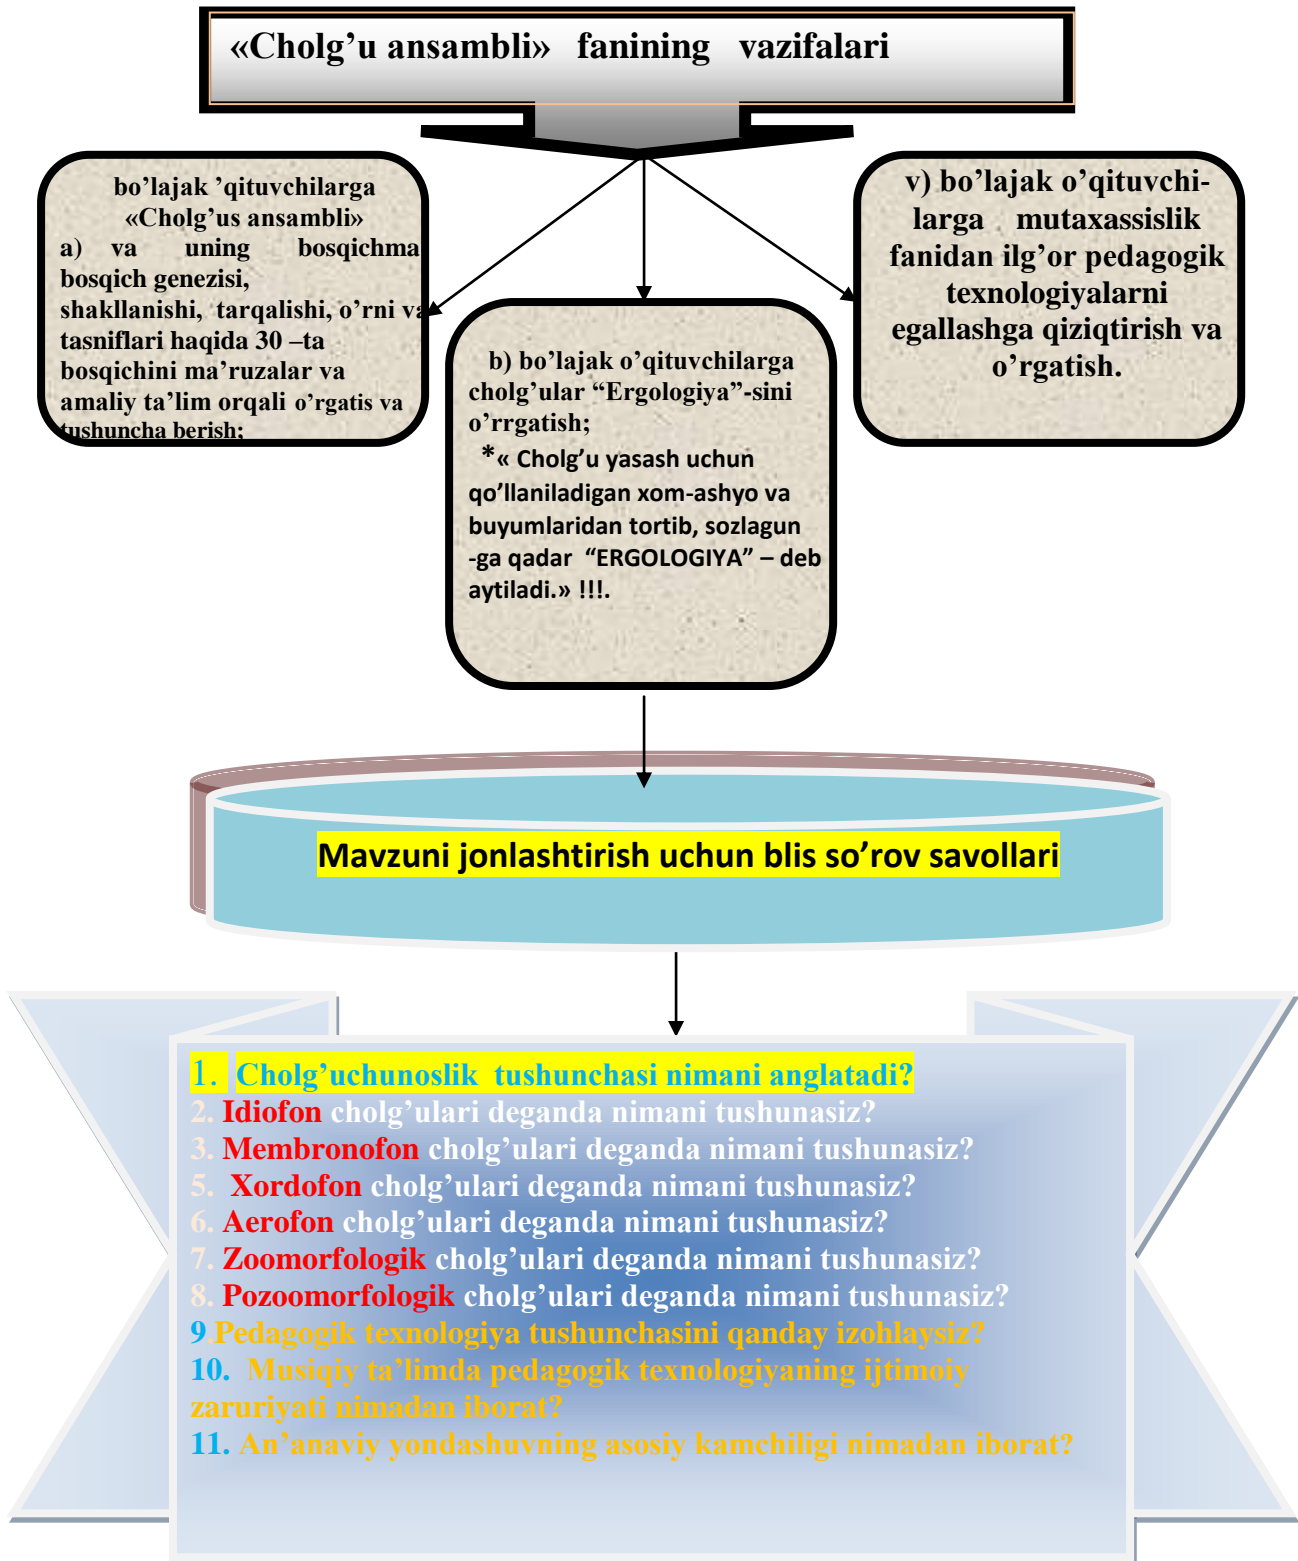 «Cholg’u ansambli» fanining vazifalari
bo’lajak ’qituvchilarga
«Cholg’us ansambli»
a) va uning bosqichma
bosqich genezisi,
shakllanishi, tarqalishi, o’rni va
tasniflari haqida 30 –ta
bosqichini ma’ruzalar va
amaliy ta’lim orqali o’rgatis va
tushuncha berish;
b) bo’lajak o’qituvchilarga
cholg’ular “Ergologiya”-sini
o’rrgatish;
*« Cholg’u yasash uchun
qo’llaniladigan xom-ashyo va
buyumlaridan tortib, sozlagun
-ga qadar “ERGOLOGIYA” – deb
aytiladi.» !!!.
v) bo’lajak o’qituvchi-
larga mutaxassislik
fanidan ilg’or pedagogik
texnologiyalarni
egallashga qiziqtirish va
o’rgatish.
Mavzuni jonlashtirish uchun blis so’rov savollari
1. Cholg’uchunoslik tushunchasi nimani anglatadi?
2. Idiofon cholg’ulari deganda nimani tushunasiz?
3. Membronofon cholg’ulari deganda nimani tushunasiz?
5. Xordofon cholg’ulari deganda nimani tushunasiz?
6. Aerofon cholg’ulari deganda nimani tushunasiz?
7. Zoomorfologik cholg’ulari deganda nimani tushunasiz?
8. Pozoomorfologik cholg’ulari deganda nimani tushunasiz?
9 Pedagogik texnologiya tushunchasini qanday izohlaysiz?
10. Musiqiy ta’limda pedagogik texnologiyaning ijtimoiy
zaruriyati nimadan iborat?
11. An’anaviy yondashuvning asosiy kamchiligi nimadan iborat?